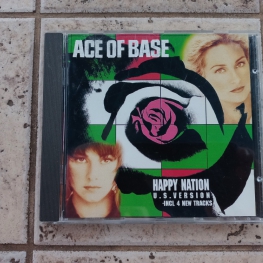 ACE OF BASE
HAPPY NATION
U.S. VERSION
INCL 4 NEW TRACKS